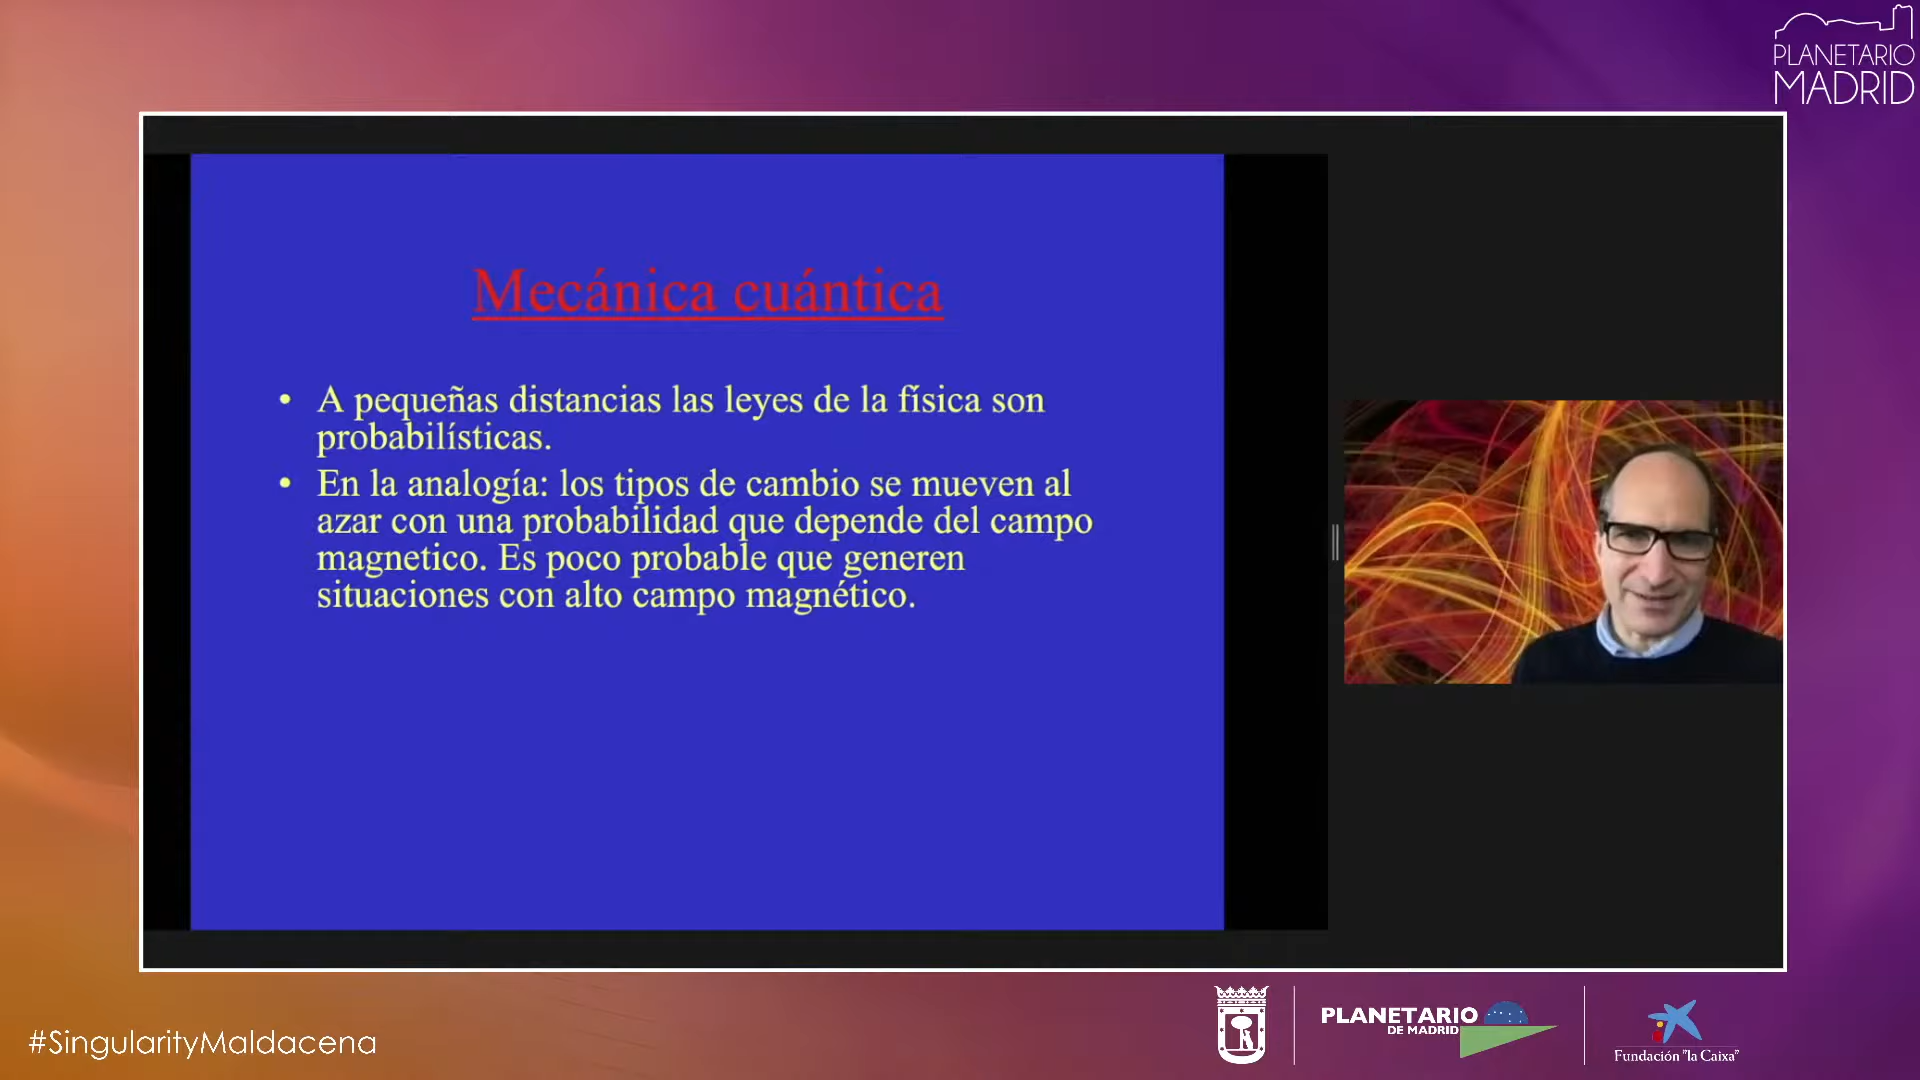 PLANETARIO
MADRID
Mecánica cuántica
• A pequeñas distancias las leyes de la física son
probabilísticas.
• En la analogía: los tipos de cambio se mueven al
azar con una probabilidad que depende del campo
magnetico. Es poco probable que generen
situaciones con alto campo magnético.
#SingularityMaldacena
PLANETARIO
DE MADRID
Fundación "la Caixa"